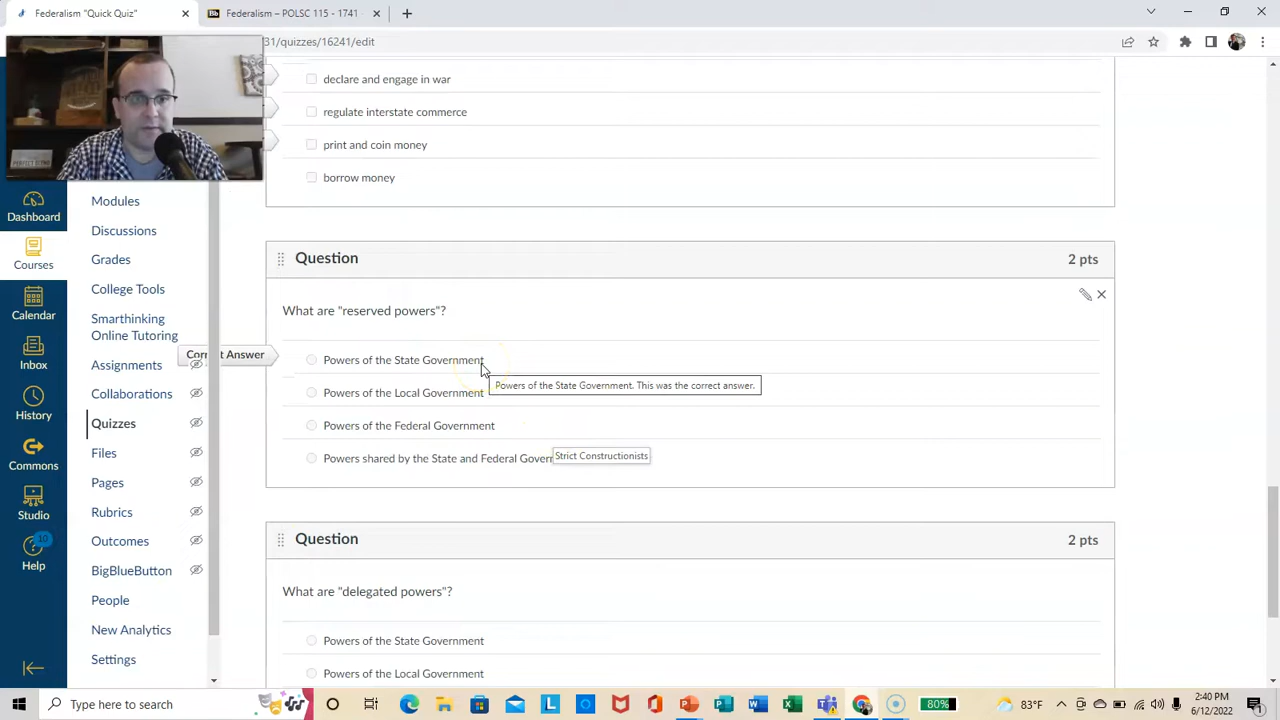 Federalism "Quick Quiz"
Federalism – POLSC 115 - 1741
31/quizzes/16241/edit
declare and engage in war
regulate interstate commerce
print and coin money
borrow money
Dashboard
Courses
Calendar
Inbox
History
Commons
Studio
10
Help
Modules
Discussions
Grades
College Tools
Smarthinking
Online Tutoring
Assignments
Collaborations
Quizzes
Files
Pages
Rubrics
Outcomes
BigBlueButton
People
New Analytics
Settings
Question
2 pts
What are "reserved powers"?
Correct Answer
Powers of the State Government
Powers of the State Government. This was the correct answer.
Powers of the Local Government
Powers of the Federal Government
Powers shared by the State and Federal Govern
Strict Constructionists
Question
2 pts
What are "delegated powers"?
Powers of the State Government
Powers of the Local Government
Type here to search
80%
83°
2:40 PM
6/12/2022